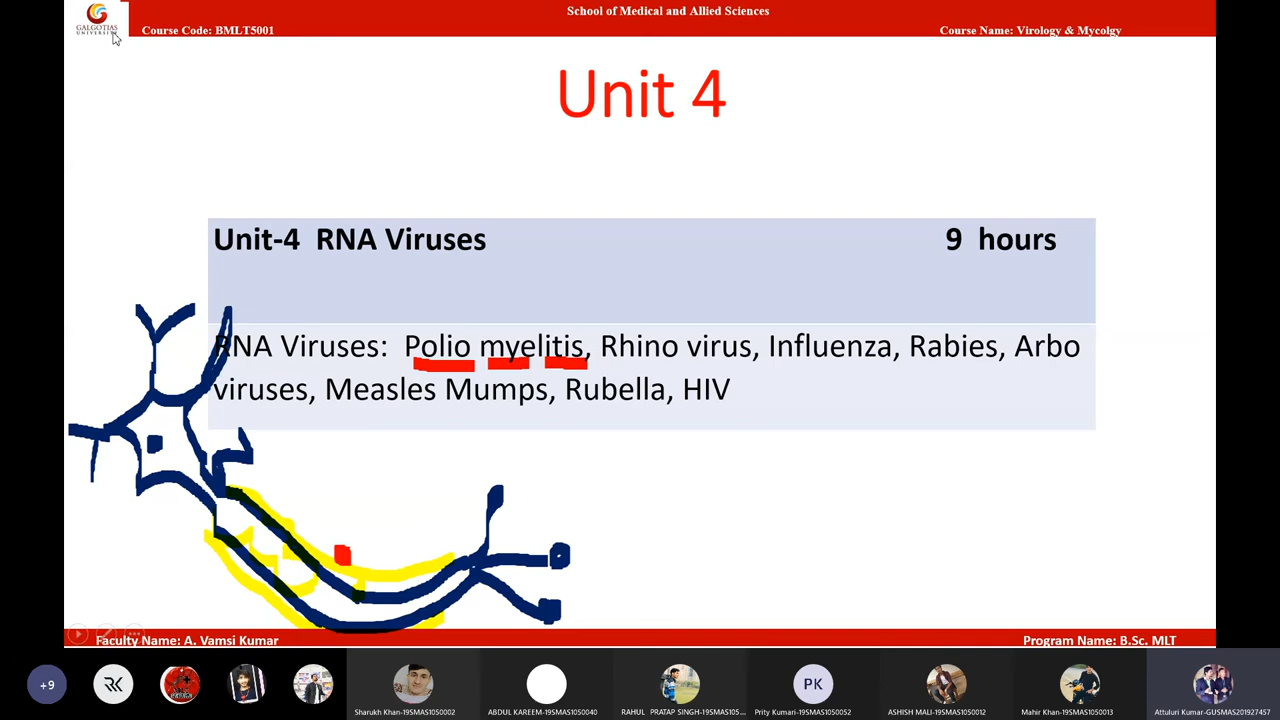 School of Medical and Allied Sciences
GALGOTIAS
UNIVERSITY
Course Code: BMLT5001
Course Name: Virology & Mycolgy
Unit 4
Unit-4 RNA Viruses 9 hours
RNA Viruses: Polio myelitis, Rhino virus, Influenza, Rabies, Arbo
viruses, Measles Mumps, Rubella, HIV
Faculty Name: A. Vamsi Kumar
Program Name: B.Sc. MLT
+9
RK
PK
Sharukh Khan-19SMAS1050002
ABDUL KAREEM-19SMAS1050040
RAHUL PRATAP SINGH-19SMAS105...
Prity Kumari-19SMAS1050052
ASHISH MALI-19SMAS1050012
Mahir Khan-19SMAS1050013
Attuluri Kumar-GUSMAS201927457